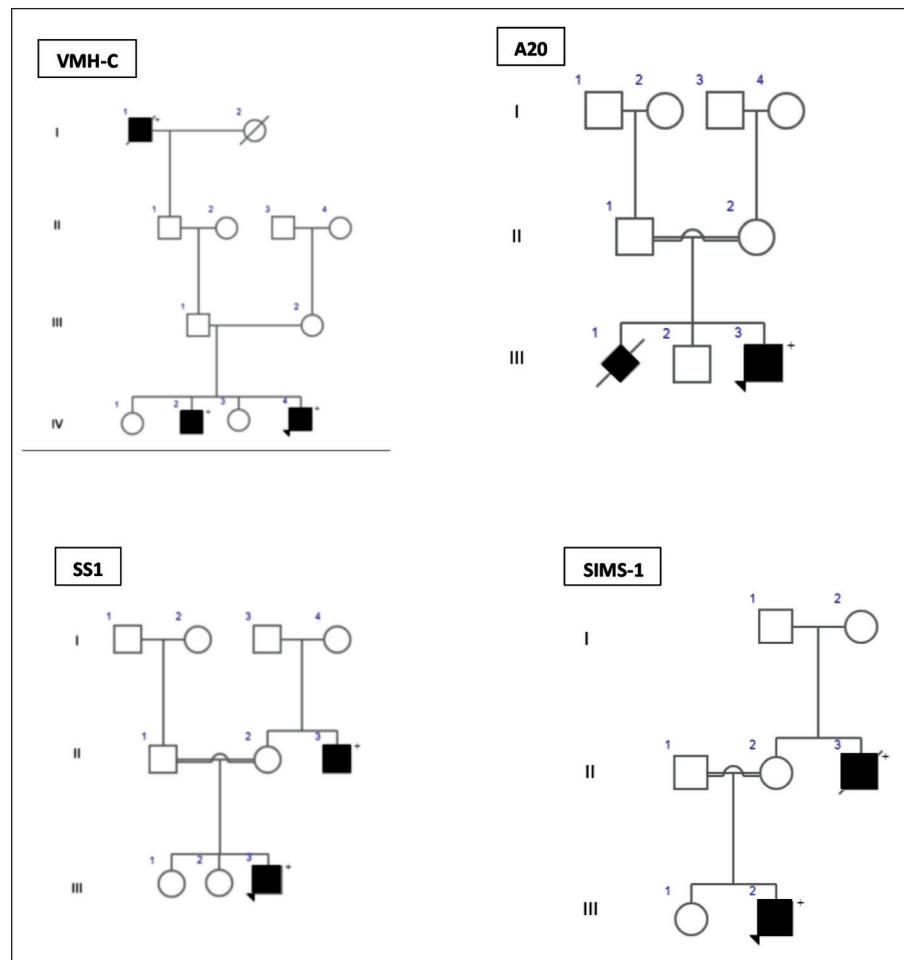 VMH-C
1 + 2
I
1 2 3 4
II
1 2
III
1 2 + 3 4 +
IV
A20
1 2 3 4
I
1 2
II
1 2 3 +
III
SS1
1 2 3 4
I
1 2 3 +
II
1 2 3 +
III
SIMS-1
1 2
I
1 2 3 +
II
1 2 +
III